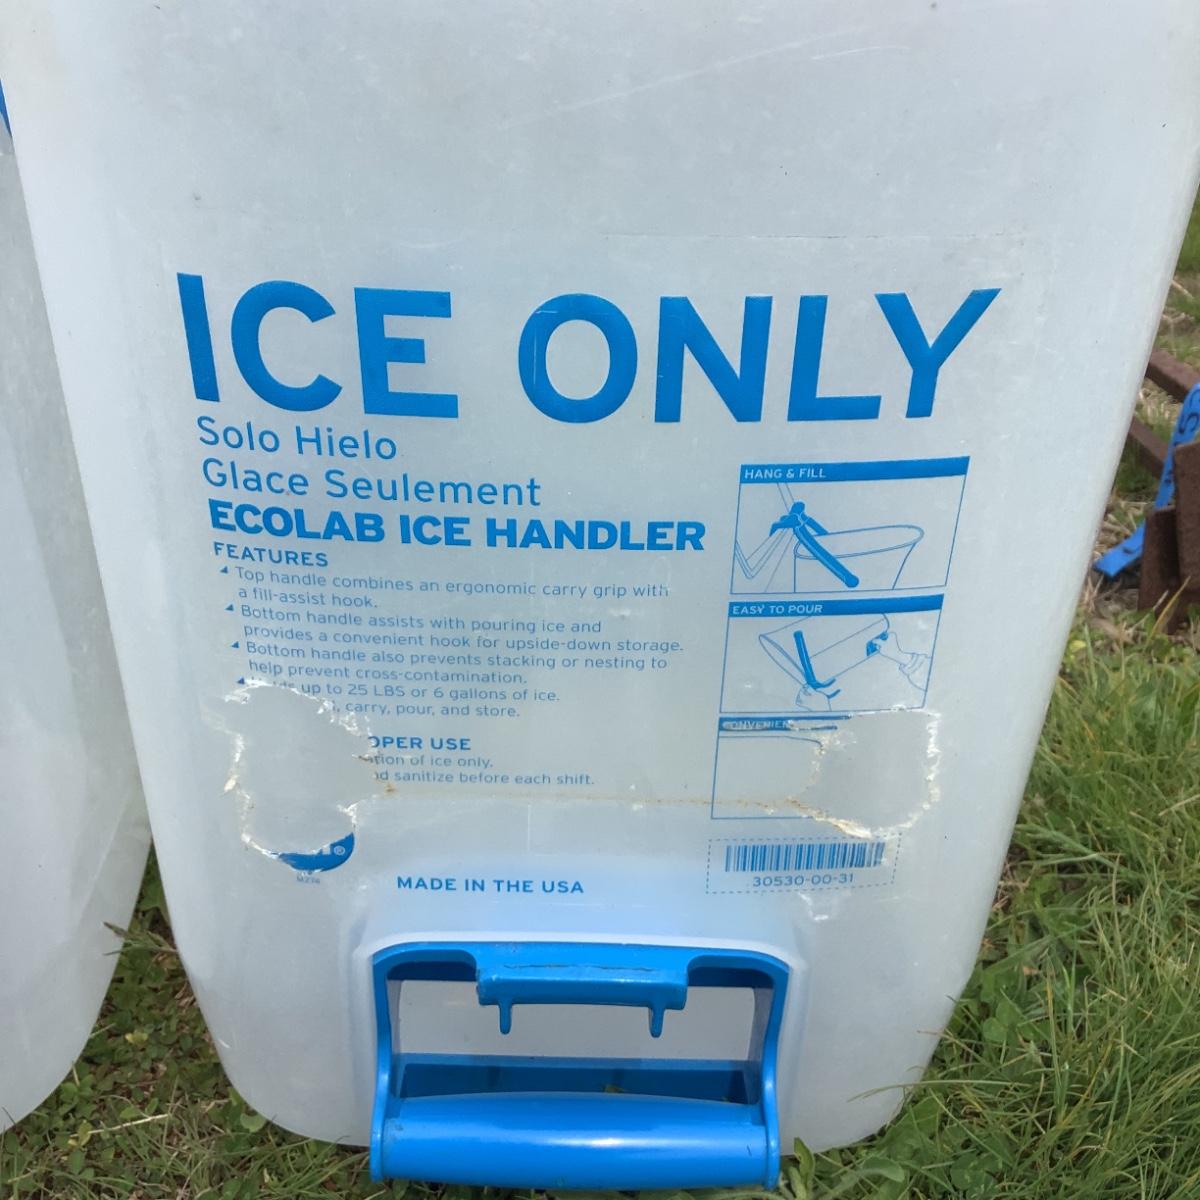 ICE ONLY
Solo Hielo
Glace Seulement
ECOLAB ICE HANDLER
FEATURES
Top handle combines an ergonomic carry grip with
a fill-assist hook.
Bottom handle assists with pouring ice and
provides a convenient hook for upside-down storage.
Bottom handle also prevents stacking or nesting to
help prevent cross-contamination.
up to 25 LBS or 6 gallons of ice.
carry, pour, and store.
USE
of ice only.
sanitize before each shift.
HANG & FILL
EASY TO POUR
®
MADE IN THE USA
30530-00-31